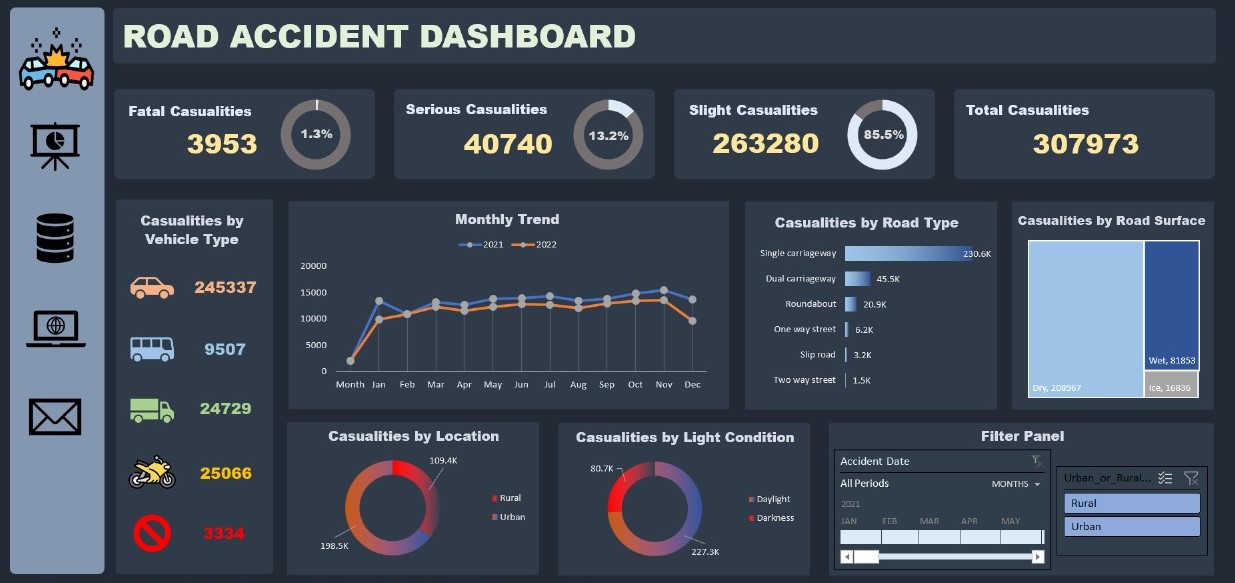 ROAD ACCIDENT DASHBOARD
Fatal Casualities
3953
1.3%
Serious Casualities
40740
13.2%
Slight Casualities
263280
85.5%
Total Casualities
307973
Casualities by
Vehicle Type
245337
9507
24729
25066
3334
Monthly Trend
2021
2022
20000
15000
10000
5000
0
Month Jan Feb Mar Apr May Jun Jul Aug Sep Oct Nov Dec
Casualities by Road Type
Single carriageway 230.6K
Dual carriageway 45.5K
Roundabout 20.9K
One way street 6.2K
Slip road 3.2K
Two way street 1.5K
Casualities by Road Surface
Wet, 81853
Dry, 208967
Ice, 16836
Casualities by Location
109.4K
Rural
Urban
198.5K
Casualities by Light Condition
80.7K
Daylight
Darkness
227.3K
Filter Panel
Accident Date
All Periods MONTHS
2021
JAN FEB MAR APR MAY
Urban_or_Rural...
Rural
Urban